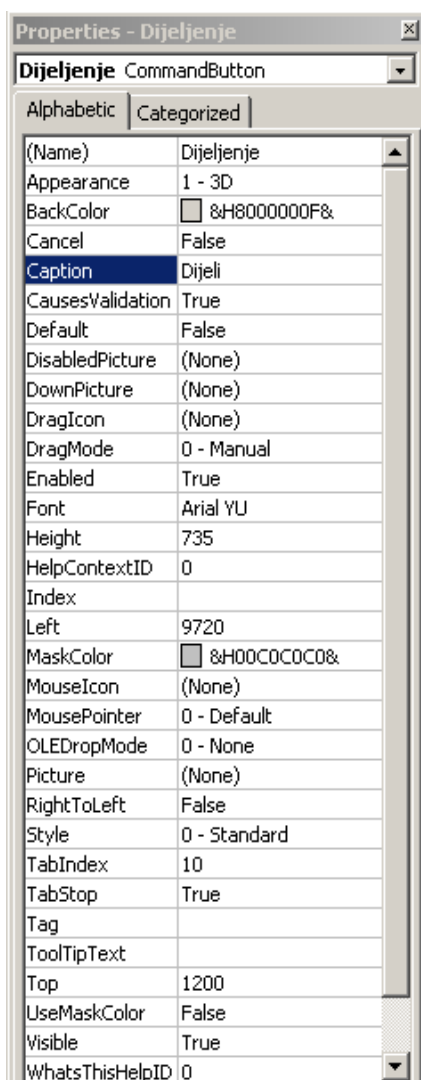 Properties - Dijeljenje
Dijeljenje CommandButton
Alphabetic Categorized
(Name) Dijeljenje
Appearance 1 - 3D
BackColor &H8000000F&
Cancel False
Caption Dijeli
CausesValidation True
Default False
DisabledPicture (None)
DownPicture (None)
DragIcon (None)
DragMode 0 - Manual
Enabled True
Font Arial YU
Height 735
HelpContextID 0
Index
Left 9720
MaskColor &H00C0C0C0&
MouseIcon (None)
MousePointer 0 - Default
OLEDropMode 0 - None
Picture (None)
RightToLeft False
Style 0 - Standard
TabIndex 10
TabStop True
Tag
ToolTipText
Top 1200
UseMaskColor False
Visible True
WhatsThisHelpID 0